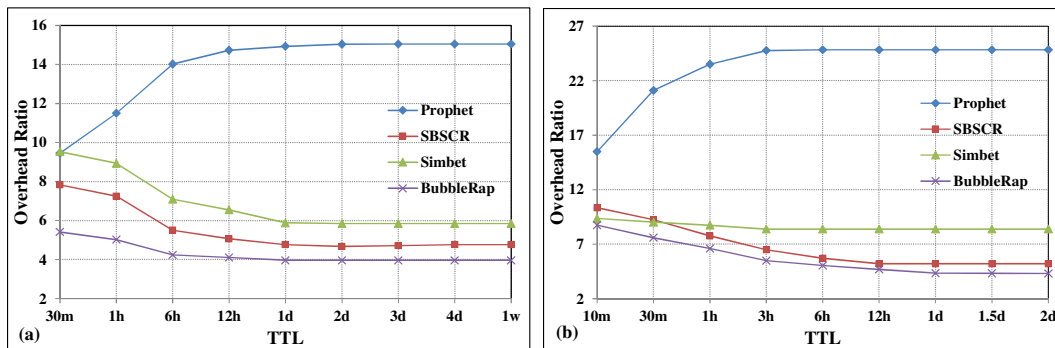 16
14
12
10
8
6
4
2
Overhead Ratio
Prophet
SBSCR
Simbet
BubbleRap
30m 1h 6h 12h 1d 2d 3d 4d 1w
(a)
TTL
27
22
17
12
7
2
Overhead Ratio
Prophet
SBSCR
Simbet
BubbleRap
10m 30m 1h 3h 6h 12h 1d 1.5d 2d
(b)
TTL